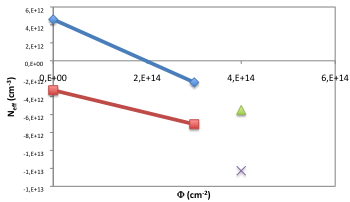 6,E+12
4,E+12
2,E+12
0,E+00
-2,E+12
-4,E+12
-6,E+12
-8,E+12
-1,E+13
-1,E+13
0,E+00
2,E+14
4,E+14
6,E+14
Neff (cm-3)
Φ (cm-2)